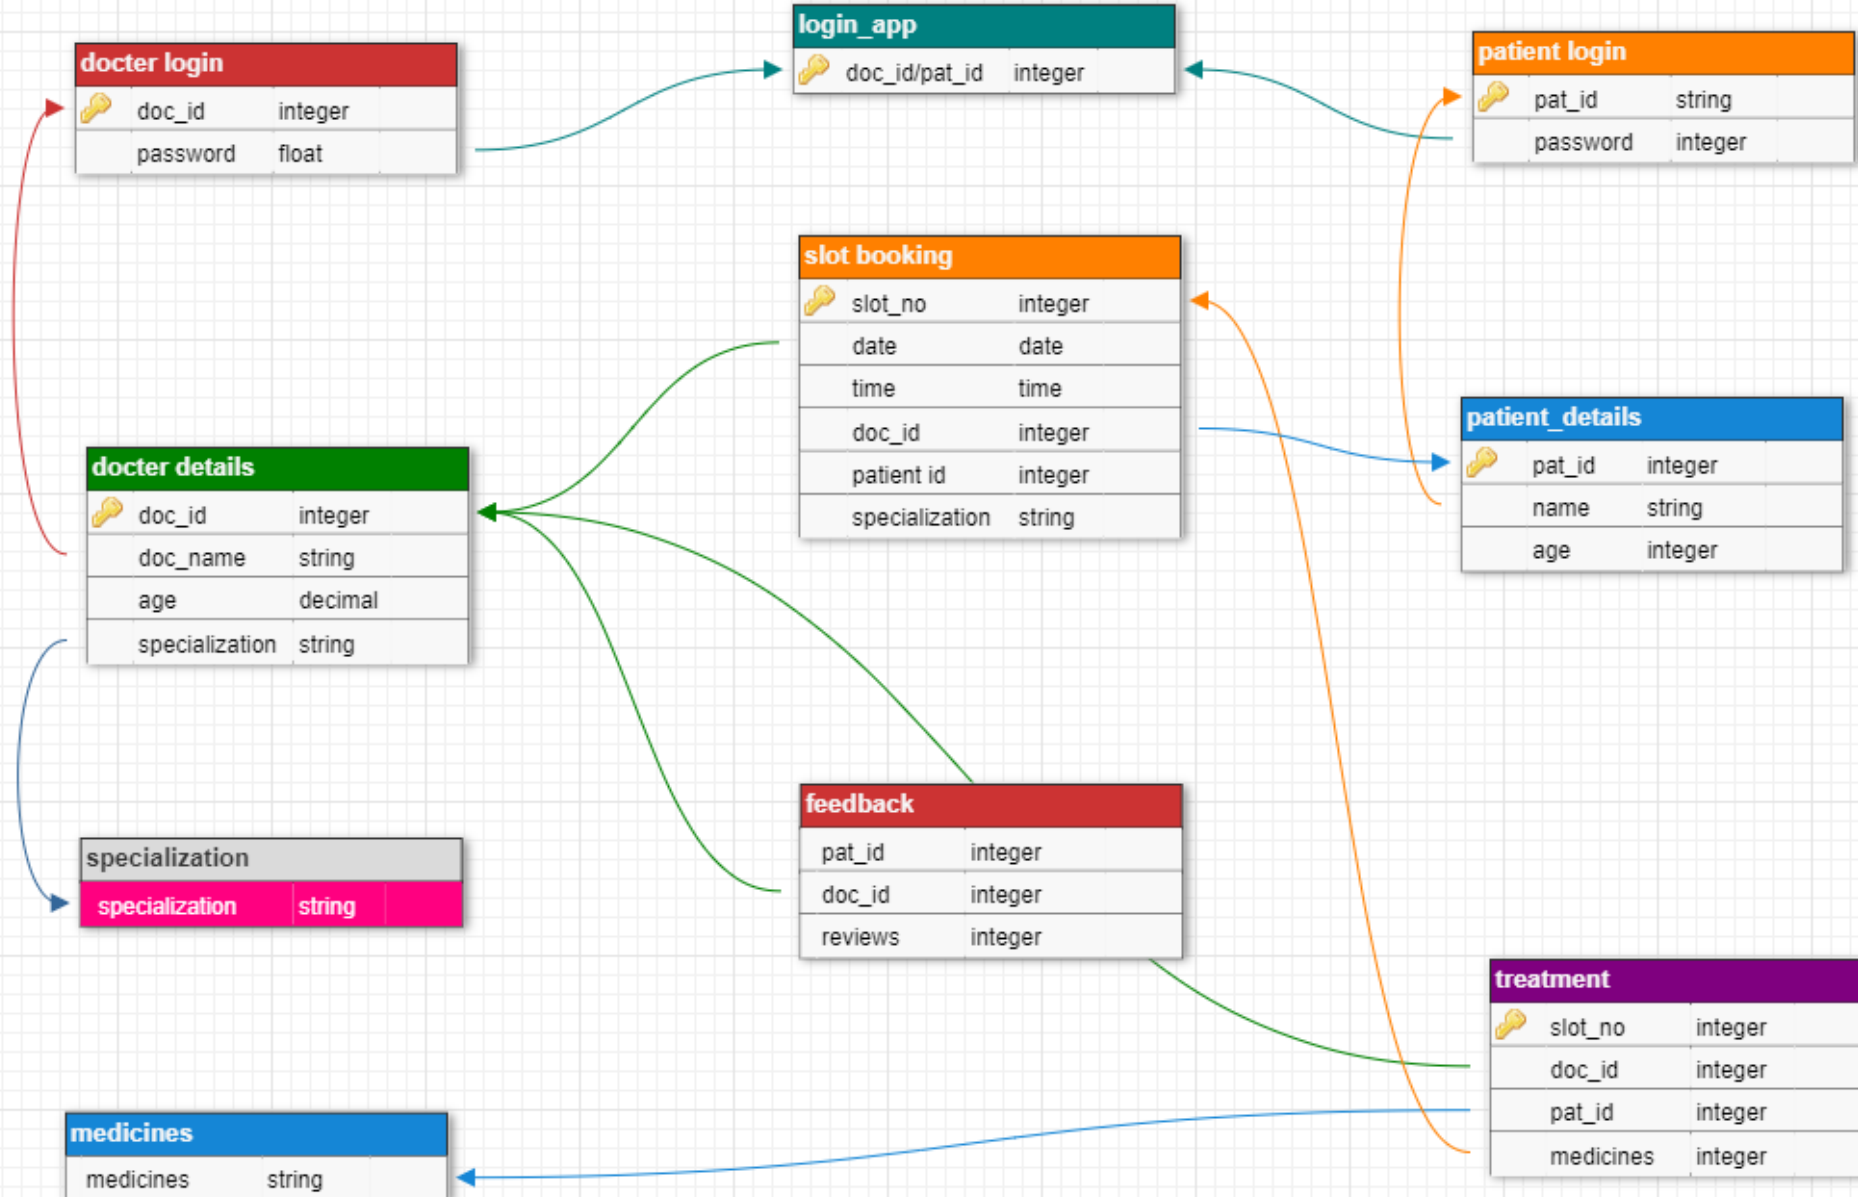 docter login
doc_id integer
password float
login_app
doc_id/pat_id integer
patient login
pat_id string
password integer
slot booking
slot_no integer
date date
time time
doc_id integer
patient id integer
specialization string
patient_details
pat_id integer
name string
age integer
docter details
doc_id integer
doc_name string
age decimal
specialization string
feedback
pat_id integer
doc_id integer
reviews integer
specialization
specialization string
treatment
slot_no integer
doc_id integer
pat_id integer
medicines integer
medicines
medicines string